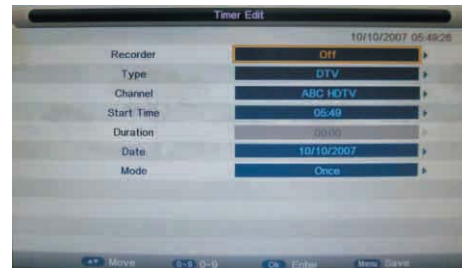 Timer Edit
10/10/2007 05:49:26
Recorder Off
Type DTV
Channel ABC HDTV
Start Time 05:49
Duration 00:00
Date 10/10/2007
Mode Once
Move 0~9 0~9 Ok Enter Menu Save